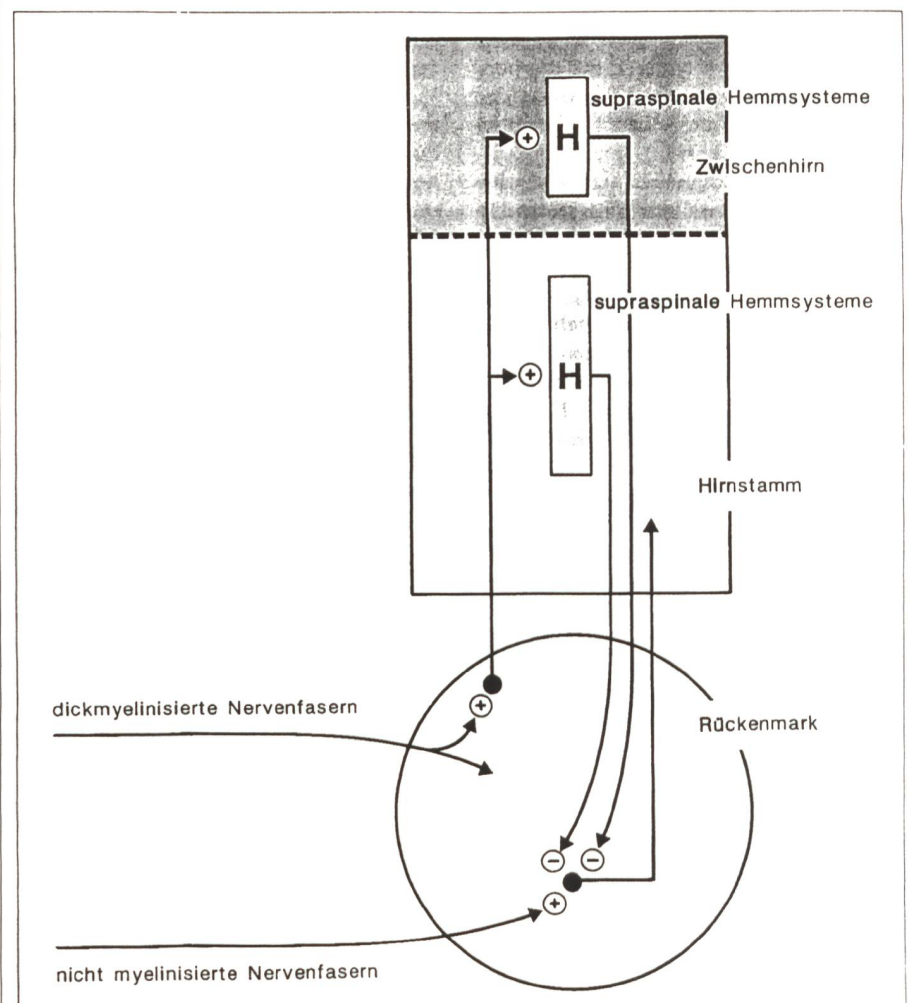 supraspinale Hemmsysteme
+ H
Zwischenhirn
supraspinale Hemmsysteme
+ H
Hirnstamm
dickmyelinisierte Nervenfasern
+
Rückenmark
− −
+
nicht myelinisierte Nervenfasern